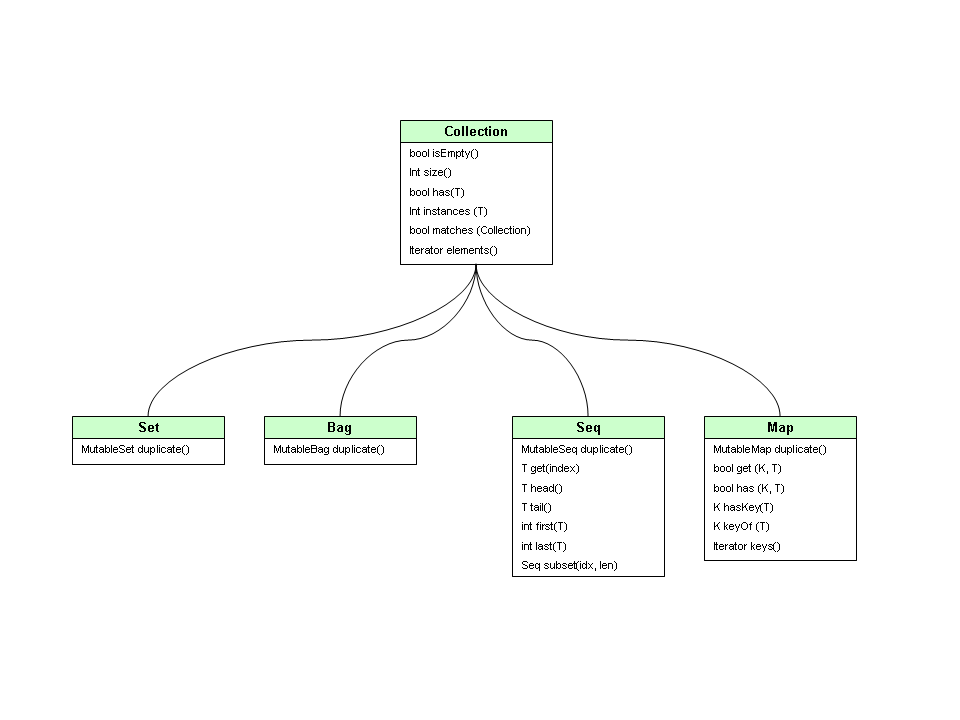 Collection
bool isEmpty()
Int size()
bool has(T)
Int instances (T)
bool matches (Collection)
Iterator elements()
Set
MutableSet duplicate()
Bag
MutableBag duplicate()
Seq
MutableSeq duplicate()
T get(index)
T head()
T tail()
int first(T)
int last(T)
Seq subset(idx, len)
Map
MutableMap duplicate()
bool get (K, T)
bool has (K, T)
K hasKey(T)
K keyOf (T)
Iterator keys()